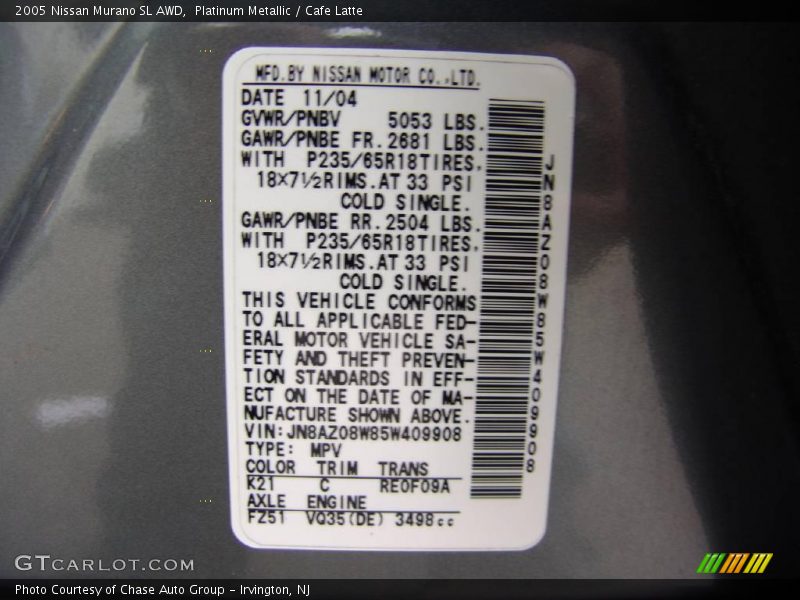 2005 Nissan Murano SL AWD,  Platinum Metallic / Cafe Latte
MFD.BY NISSAN MOTOR CO.,LTD.
DATE 11/04
GVWR/PNBV 5053 LBS.
GAWR/PNBE FR. 2681 LBS.
WITH P235/65R18TIRES,
18×7½RIMS.AT 33 PSI
COLD SINGLE.
GAWR/PNBE RR. 2504 LBS.
WITH P235/65R18TIRES,
18×7½RIMS.AT 33 PSI
COLD SINGLE.
THIS VEHICLE CONFORMS
TO ALL APPLICABLE FED-
ERAL MOTOR VEHICLE SA-
FETY AND THEFT PREVEN-
TION STANDARDS IN EFF-
ECT ON THE DATE OF MA-
NUFACTURE SHOWN ABOVE.
VIN:JN8AZ08W85W409908
TYPE: MPV
COLOR TRIM TRANS
K21 C RE0F09A
AXLE ENGINE
FZ51 VQ35(DE) 3498cc
JN8AZ08W85W409908
GTCARLOT.COM
Photo Courtesy of Chase Auto Group - Irvington, NJ